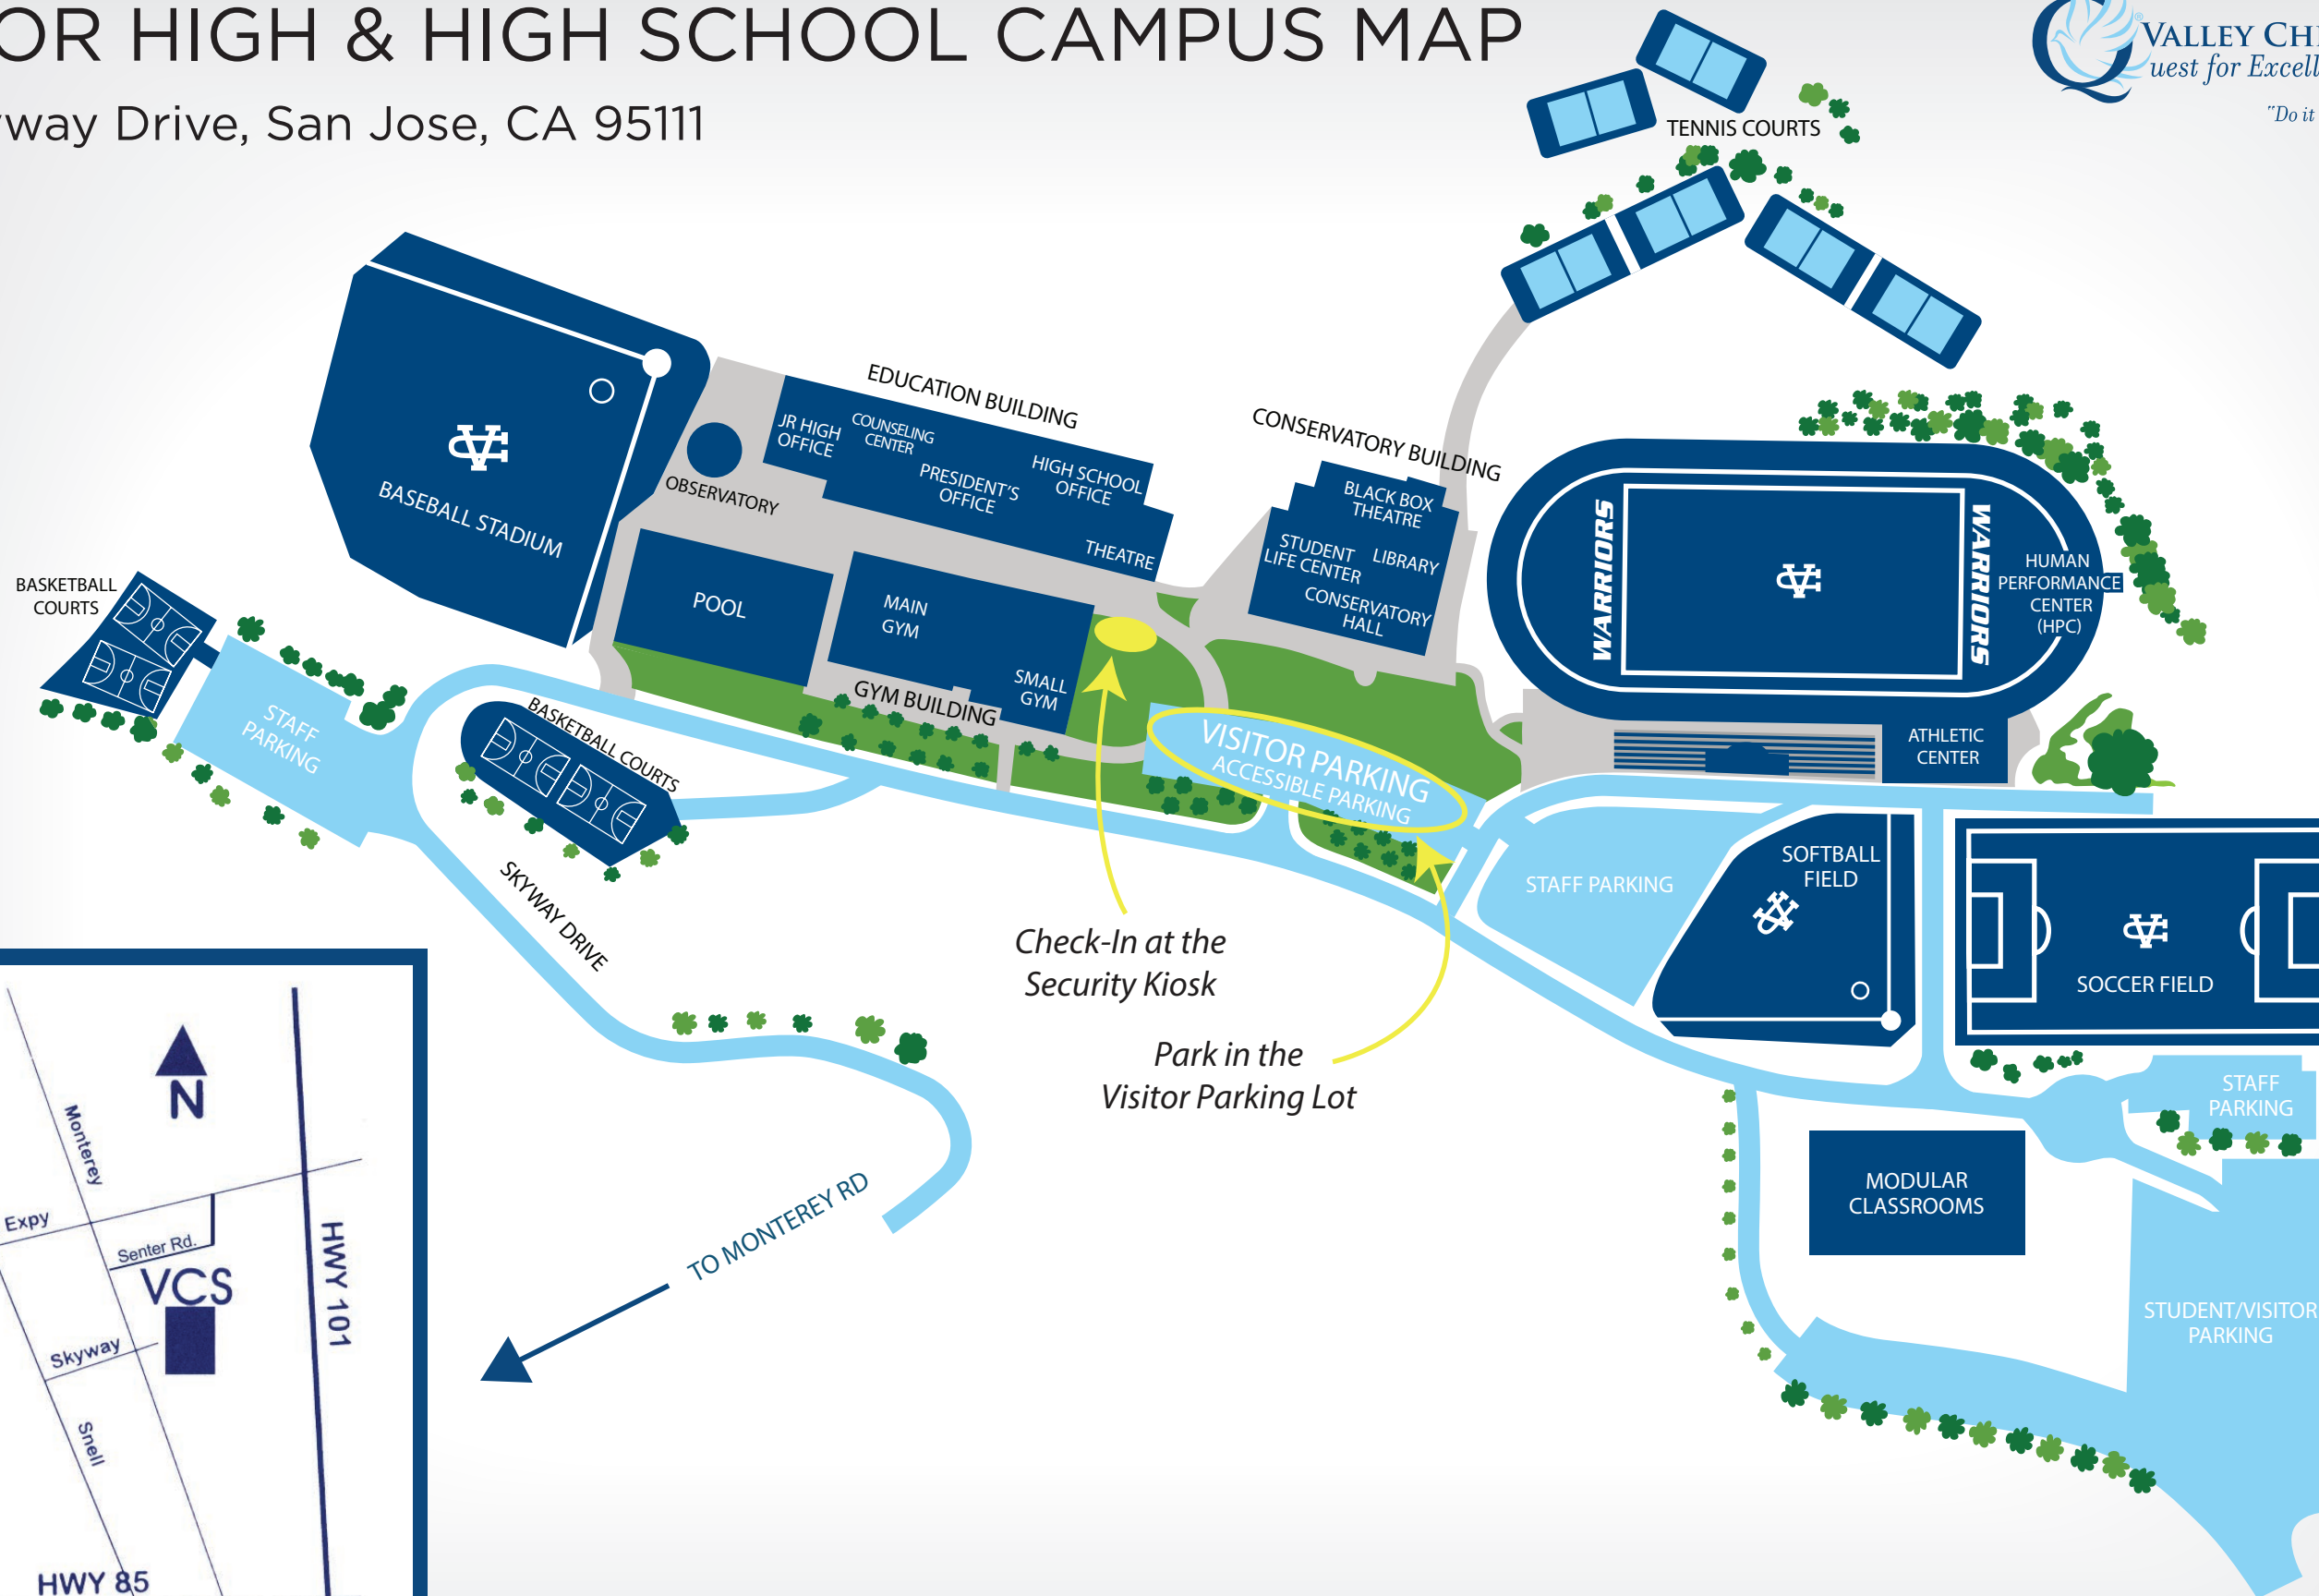 OR HIGH & HIGH SCHOOL CAMPUS MAP
way Drive, San Jose, CA 95111
VALLEY CH
Quest for Excell
"Do it
TENNIS COURTS
EDUCATION BUILDING
JR HIGH
OFFICE
COUNSELING
CENTER
PRESIDENT'S
OFFICE
HIGH SCHOOL
OFFICE
THEATRE
OBSERVATORY
BASEBALL STADIUM
CONSERVATORY BUILDING
BLACK BOX
THEATRE
STUDENT
LIFE CENTER
LIBRARY
CONSERVATORY
HALL
WARRIORS
WARRIORS
HUMAN
PERFORMANCE
CENTER
(HPC)
BASKETBALL
COURTS
POOL
MAIN
GYM
SMALL
GYM
GYM BUILDING
STAFF
PARKING
BASKETBALL COURTS
VISITOR PARKING
ACCESSIBLE PARKING
ATHLETIC
CENTER
SKYWAY DRIVE
STAFF PARKING
SOFTBALL
FIELD
SOCCER FIELD
Check-In at the
Security Kiosk
Park in the
Visitor Parking Lot
STAFF
PARKING
MODULAR
CLASSROOMS
STUDENT/VISITOR
PARKING
TO MONTEREY RD
N
Monterey
Expy
Senter Rd.
VCS
HWY 101
Skyway
Snell
HWY 85